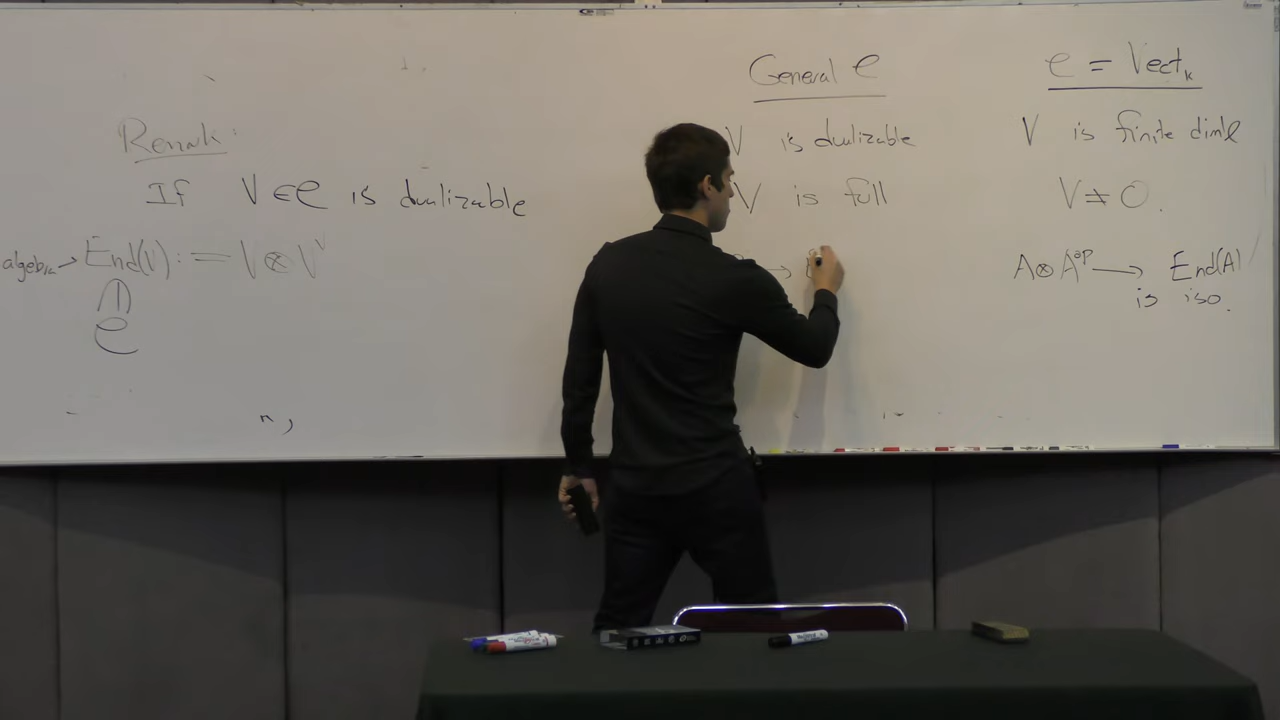 Remark:
If V ∈ C is dualizable
algebra → End(V) := V ⊗ V^∨
∩
C
General C
V is dualizable
V is full
→
C = Vect_k
V is finite dim'l
V ≠ 0.
A ⊗ A^op → End(A)
is iso.